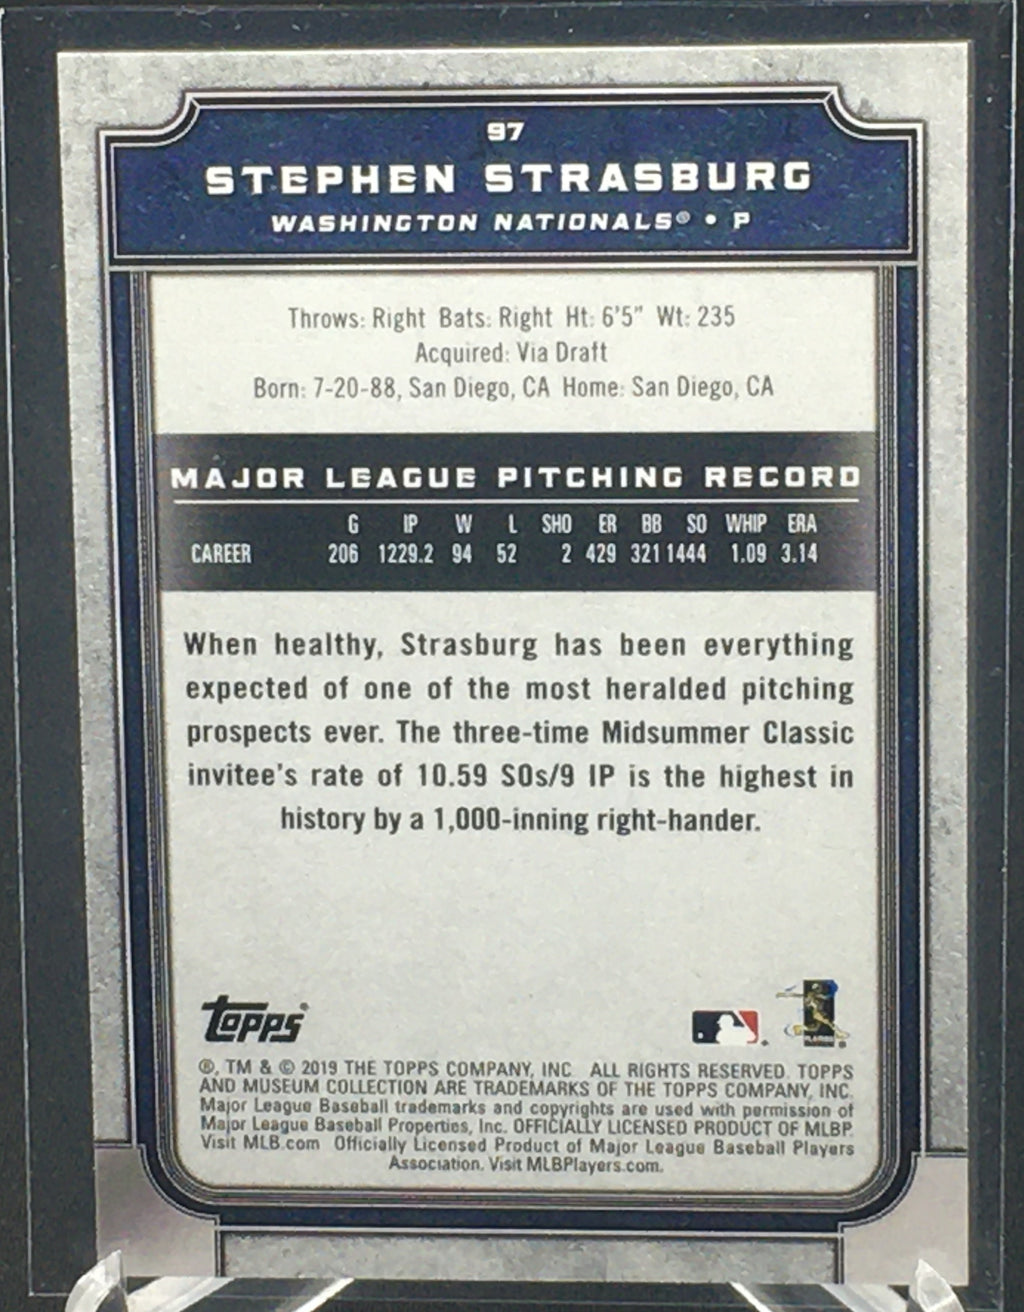 97
STEPHEN STRASBURG
WASHINGTON NATIONALS® • P
Throws: Right Bats: Right Ht: 6'5" Wt: 235
Acquired: Via Draft
Born: 7-20-88, San Diego, CA Home: San Diego, CA
MAJOR LEAGUE PITCHING RECORD
G IP W L SHO ER BB SO WHIP ERA
CAREER 206 1229.2 94 52 2 429 321 1444 1.09 3.14
When healthy, Strasburg has been everything
expected of one of the most heralded pitching
prospects ever. The three-time Midsummer Classic
invitee's rate of 10.59 SOs/9 IP is the highest in
history by a 1,000-inning right-hander.
Topps®
®, TM & © 2019 THE TOPPS COMPANY, INC. ALL RIGHTS RESERVED. TOPPS
AND MUSEUM COLLECTION ARE TRADEMARKS OF THE TOPPS COMPANY, INC.
Major League Baseball trademarks and copyrights are used with permission of
Major League Baseball Properties, Inc. OFFICIALLY LICENSED PRODUCT OF MLBP.
Visit MLB.com Officially Licensed Product of Major League Baseball Players
Association. Visit MLBPlayers.com.